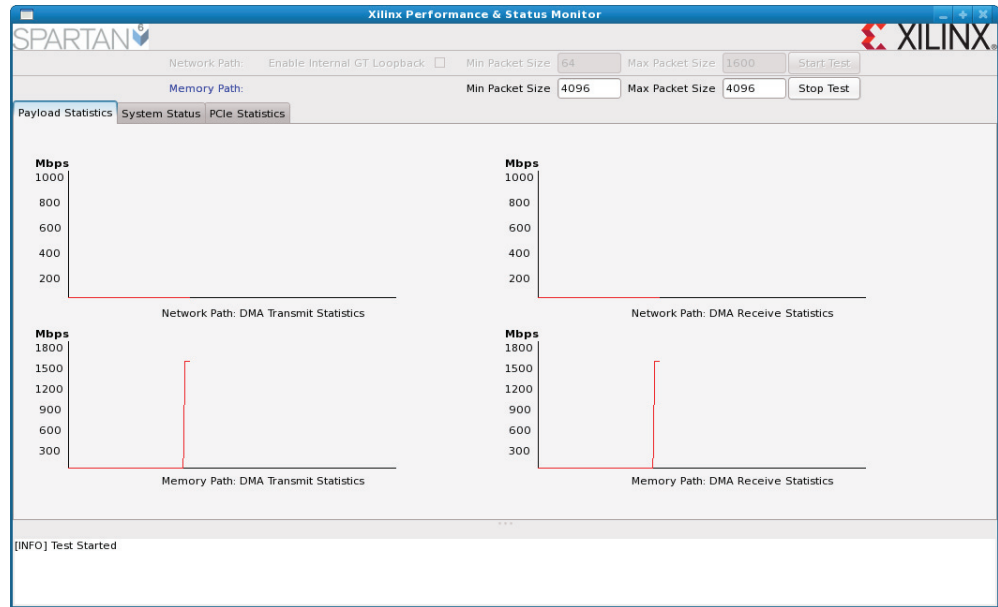 Xilinx Performance & Status Monitor
SPARTAN 6 XILINX®
Network Path: Enable Internal GT Loopback Min Packet Size 64 Max Packet Size 1600 Start Test
Memory Path: Min Packet Size 4096 Max Packet Size 4096 Stop Test
Payload Statistics System Status PCIe Statistics
Mbps
1000
800
600
400
200
Network Path: DMA Transmit Statistics
Mbps
1000
800
600
400
200
Network Path: DMA Receive Statistics
Mbps
1800
1500
1200
900
600
300
Memory Path: DMA Transmit Statistics
Mbps
1800
1500
1200
900
600
300
Memory Path: DMA Receive Statistics
[INFO] Test Started